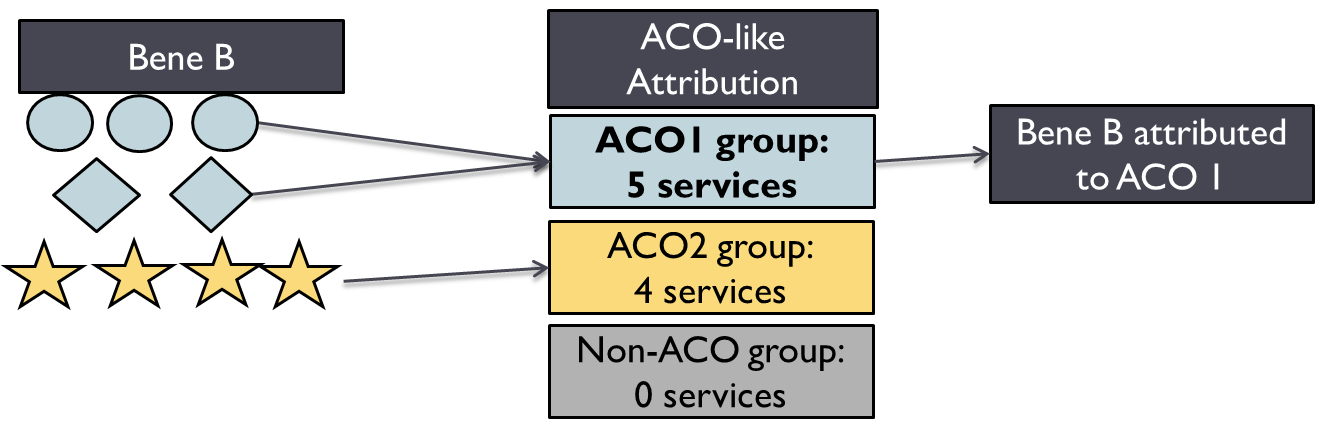 Bene B
ACO-like
Attribution
ACO1 group:
5 services
Bene B attributed
to ACO 1
ACO2 group:
4 services
Non-ACO group:
0 services